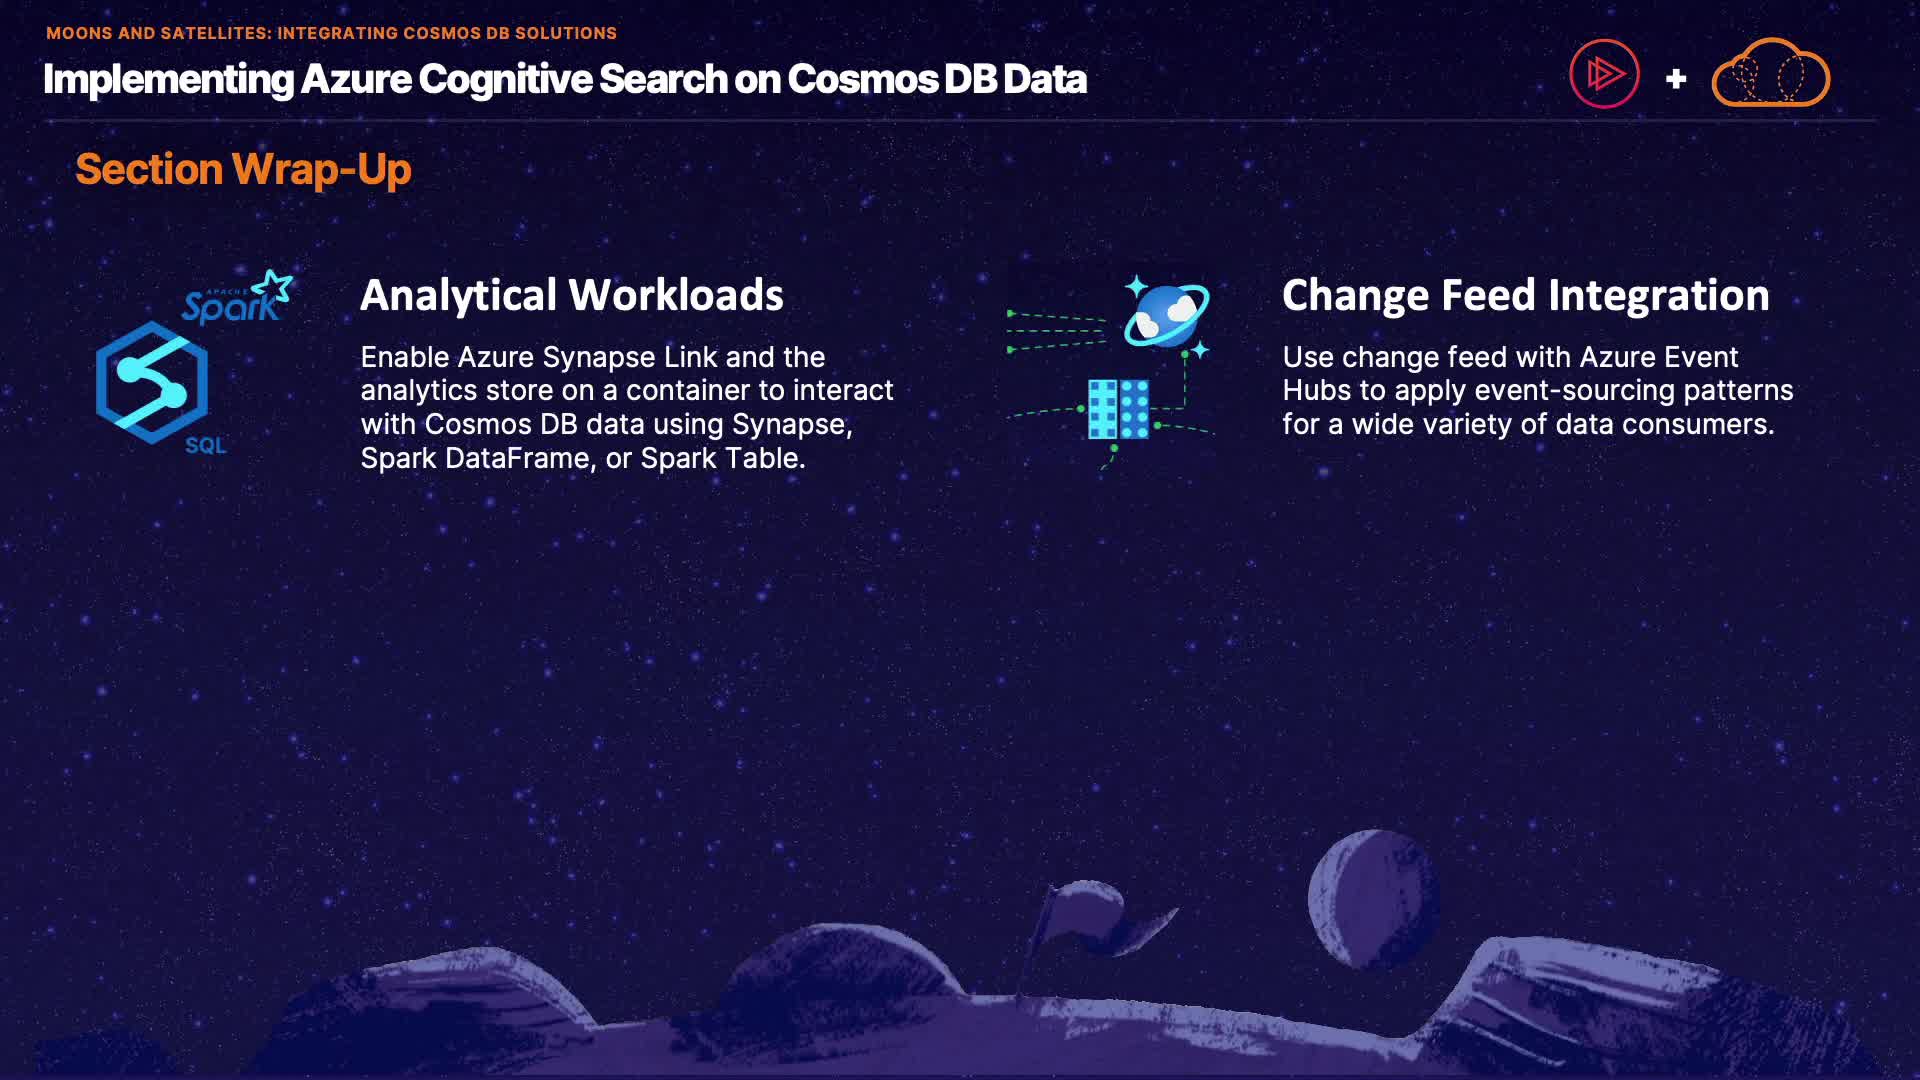 MOONS AND SATELLITES: INTEGRATING COSMOS DB SOLUTIONS
Implementing Azure Cognitive Search on Cosmos DB Data
+
Section Wrap-Up
APACHE
Spark
SQL
Analytical Workloads
Enable Azure Synapse Link and the
analytics store on a container to interact
with Cosmos DB data using Synapse,
Spark DataFrame, or Spark Table.
Change Feed Integration
Use change feed with Azure Event
Hubs to apply event-sourcing patterns
for a wide variety of data consumers.